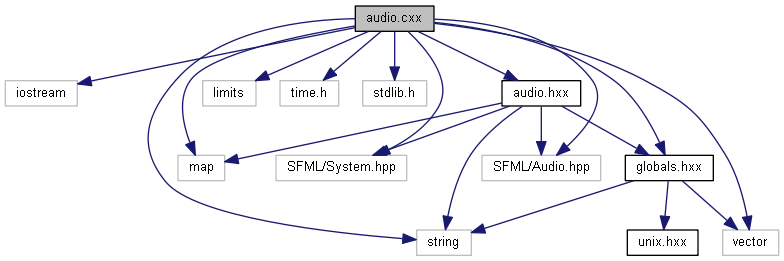 audio.cxx
iostream
limits
time.h
stdlib.h
audio.hxx
map
SFML/System.hpp
SFML/Audio.hpp
globals.hxx
string
unix.hxx
vector